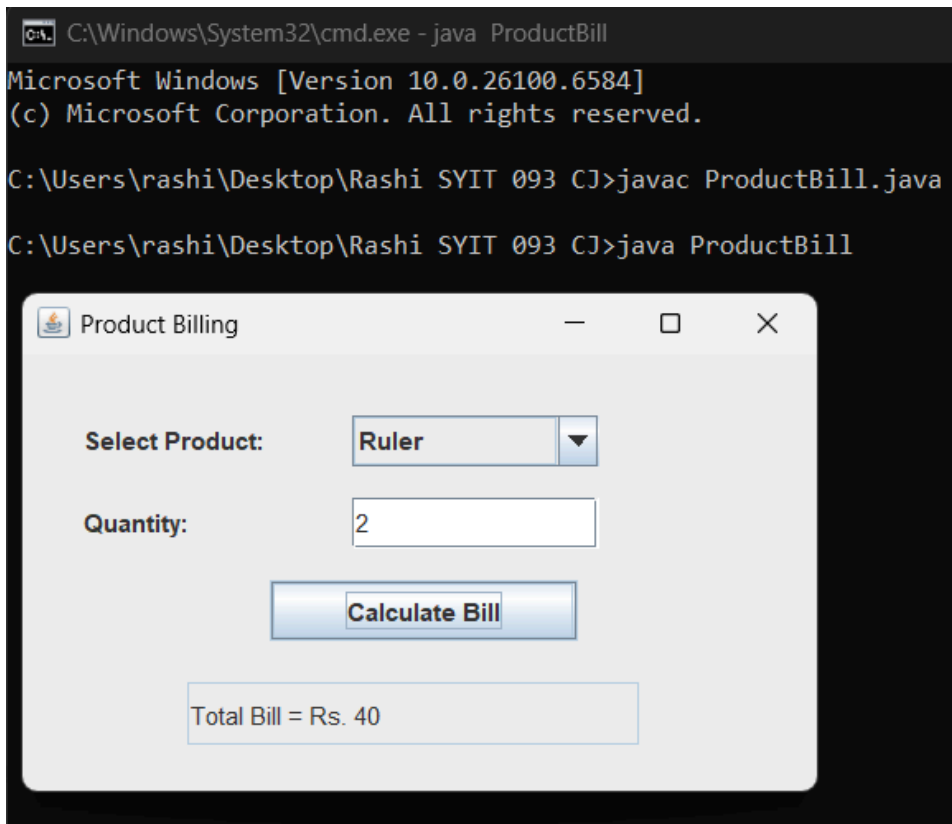 C:\Windows\System32\cmd.exe - java  ProductBill
Microsoft Windows [Version 10.0.26100.6584]
(c) Microsoft Corporation. All rights reserved.
C:\Users\rashi\Desktop\Rashi SYIT 093 CJ>javac ProductBill.java
C:\Users\rashi\Desktop\Rashi SYIT 093 CJ>java ProductBill
Product Billing
Select Product: Ruler
Quantity: 2
Calculate Bill
Total Bill = Rs. 40